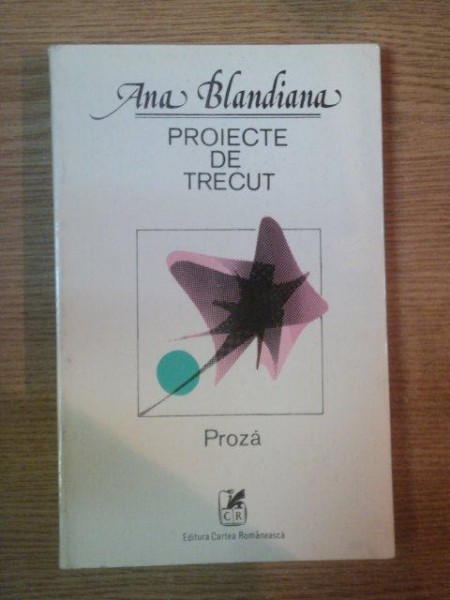 Ana Blandiana
PROIECTE
DE
TRECUT
Proză
C R
Editura Cartea Românească